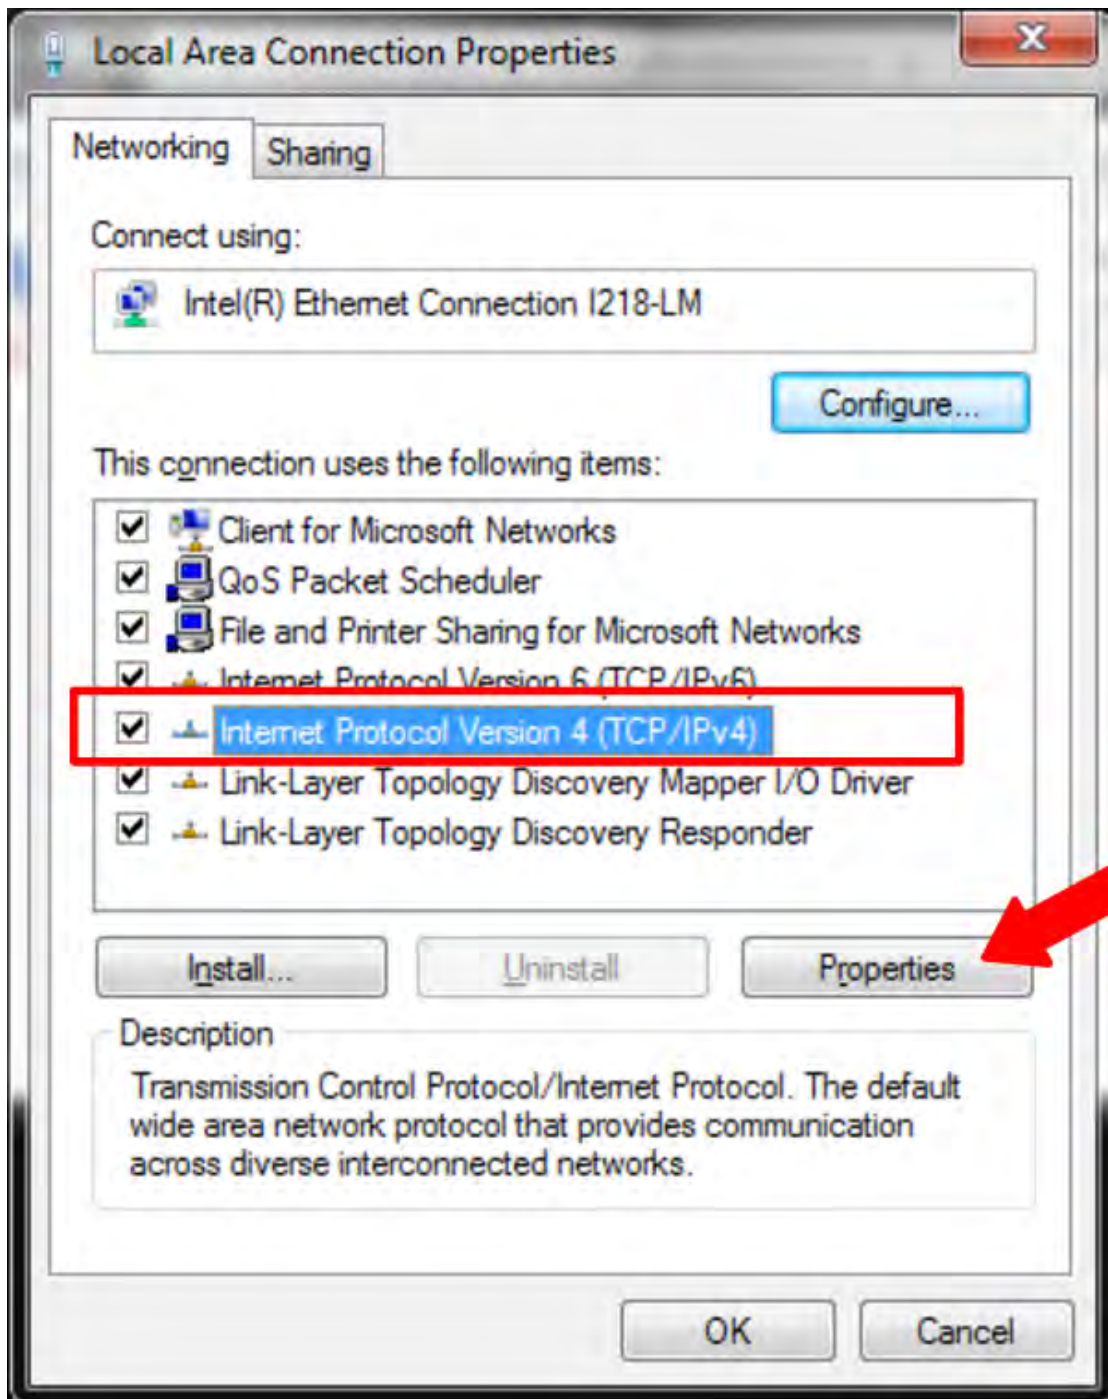 Local Area Connection Properties
Networking
Sharing
Connect using:
Intel(R) Ethernet Connection I218-LM
Configure...
This connection uses the following items:
Client for Microsoft Networks
QoS Packet Scheduler
File and Printer Sharing for Microsoft Networks
Internet Protocol Version 6 (TCP/IPv6)
Internet Protocol Version 4 (TCP/IPv4)
Link-Layer Topology Discovery Mapper I/O Driver
Link-Layer Topology Discovery Responder
Install...
Uninstall
Properties
Description
Transmission Control Protocol/Internet Protocol. The default
wide area network protocol that provides communication
across diverse interconnected networks.
OK
Cancel